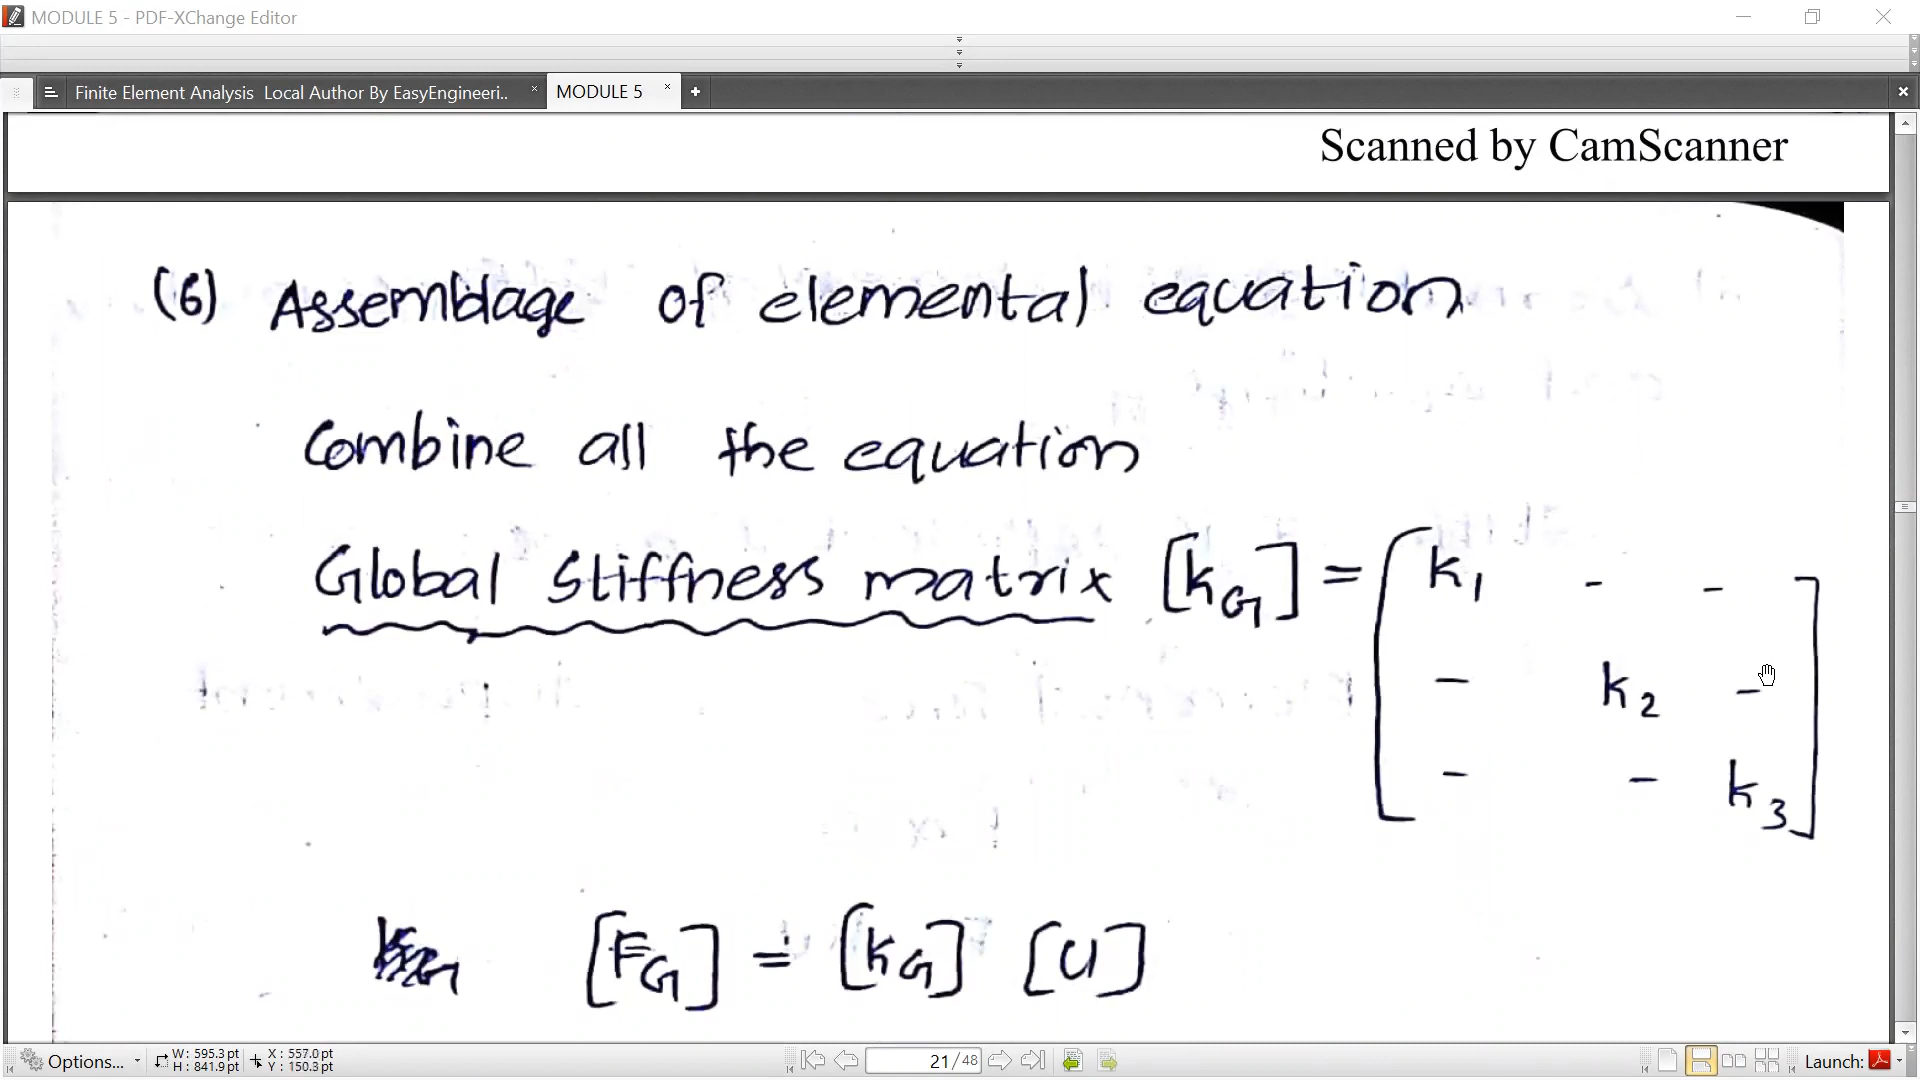 MODULE 5 - PDF-XChange Editor
Finite Element Analysis Local Author By EasyEngineeri..
MODULE 5
Scanned by CamScanner
(6) Assemblage of elemental equation
Combine all the equation
Global Stiffness matrix [kG] = [k1 - -
- k2 -
- - k3]
[FG] = [kG] [U]
Options...
W: 595.3 pt
H: 841.9 pt
X: 557.0 pt
Y: 150.3 pt
21 / 48
Launch: